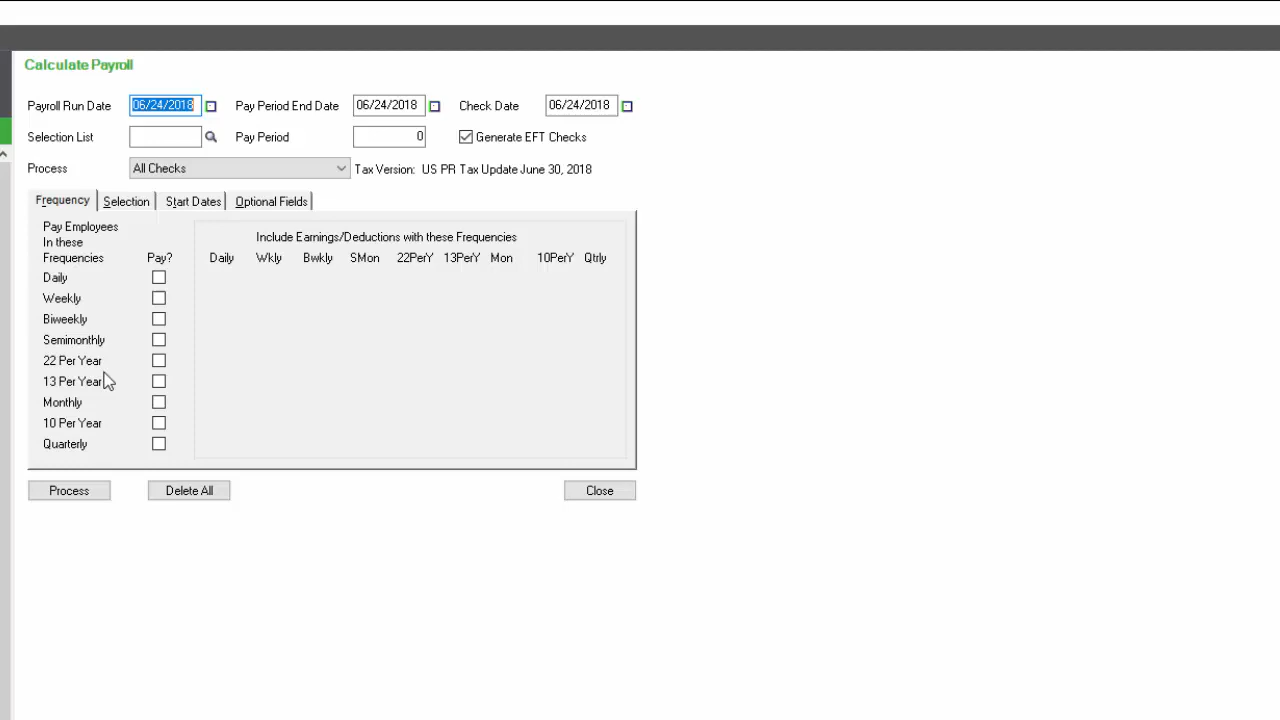 Calculate Payroll
Payroll Run Date 06/24/2018 Pay Period End Date 06/24/2018 Check Date 06/24/2018
Selection List Pay Period 0 Generate EFT Checks
Process All Checks Tax Version: US PR Tax Update June 30, 2018
Frequency Selection Start Dates Optional Fields
Pay Employees
In these
Frequencies Pay?
Include Earnings/Deductions with these Frequencies
Daily Wkly Bwkly SMon 22PerY 13PerY Mon 10PerY Qtrly
Daily
Weekly
Biweekly
Semimonthly
22 Per Year
13 Per Year
Monthly
10 Per Year
Quarterly
Process Delete All Close